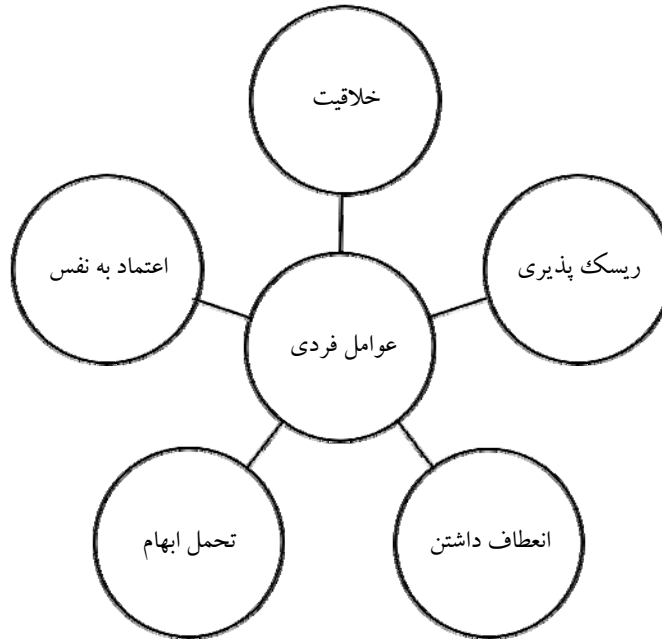 خلاقیت
ریسک پذیری
اعتماد به نفس
عوامل فردی
انعطاف داشتن
تحمل ابهام